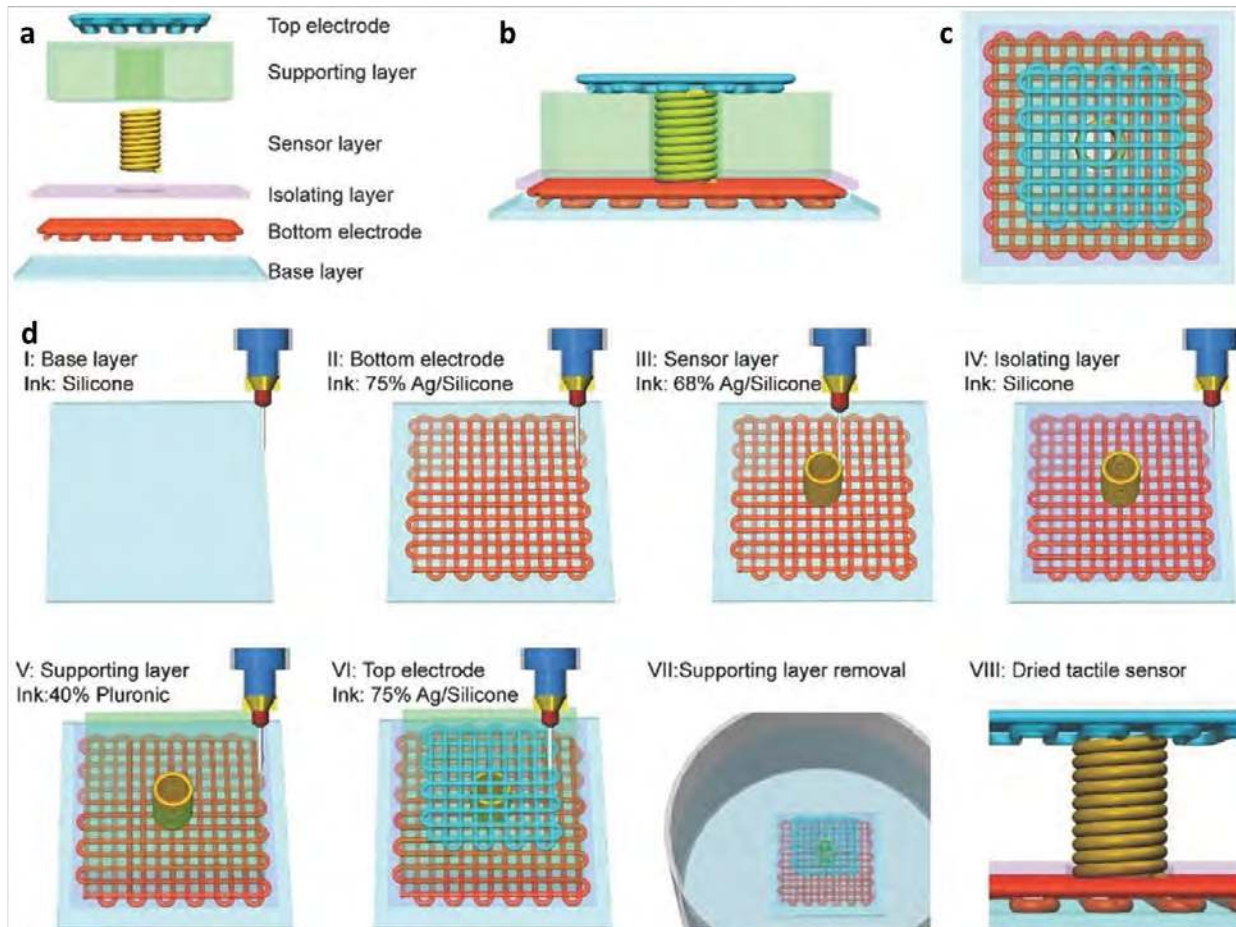 a
Top electrode
Supporting layer
Sensor layer
Isolating layer
Bottom electrode
Base layer
b
c
d
I: Base layer
Ink: Silicone
II: Bottom electrode
Ink: 75% Ag/Silicone
III: Sensor layer
Ink: 68% Ag/Silicone
IV: Isolating layer
Ink: Silicone
V: Supporting layer
Ink:40% Pluronic
VI: Top electrode
Ink: 75% Ag/Silicone
VII:Supporting layer removal
VIII: Dried tactile sensor